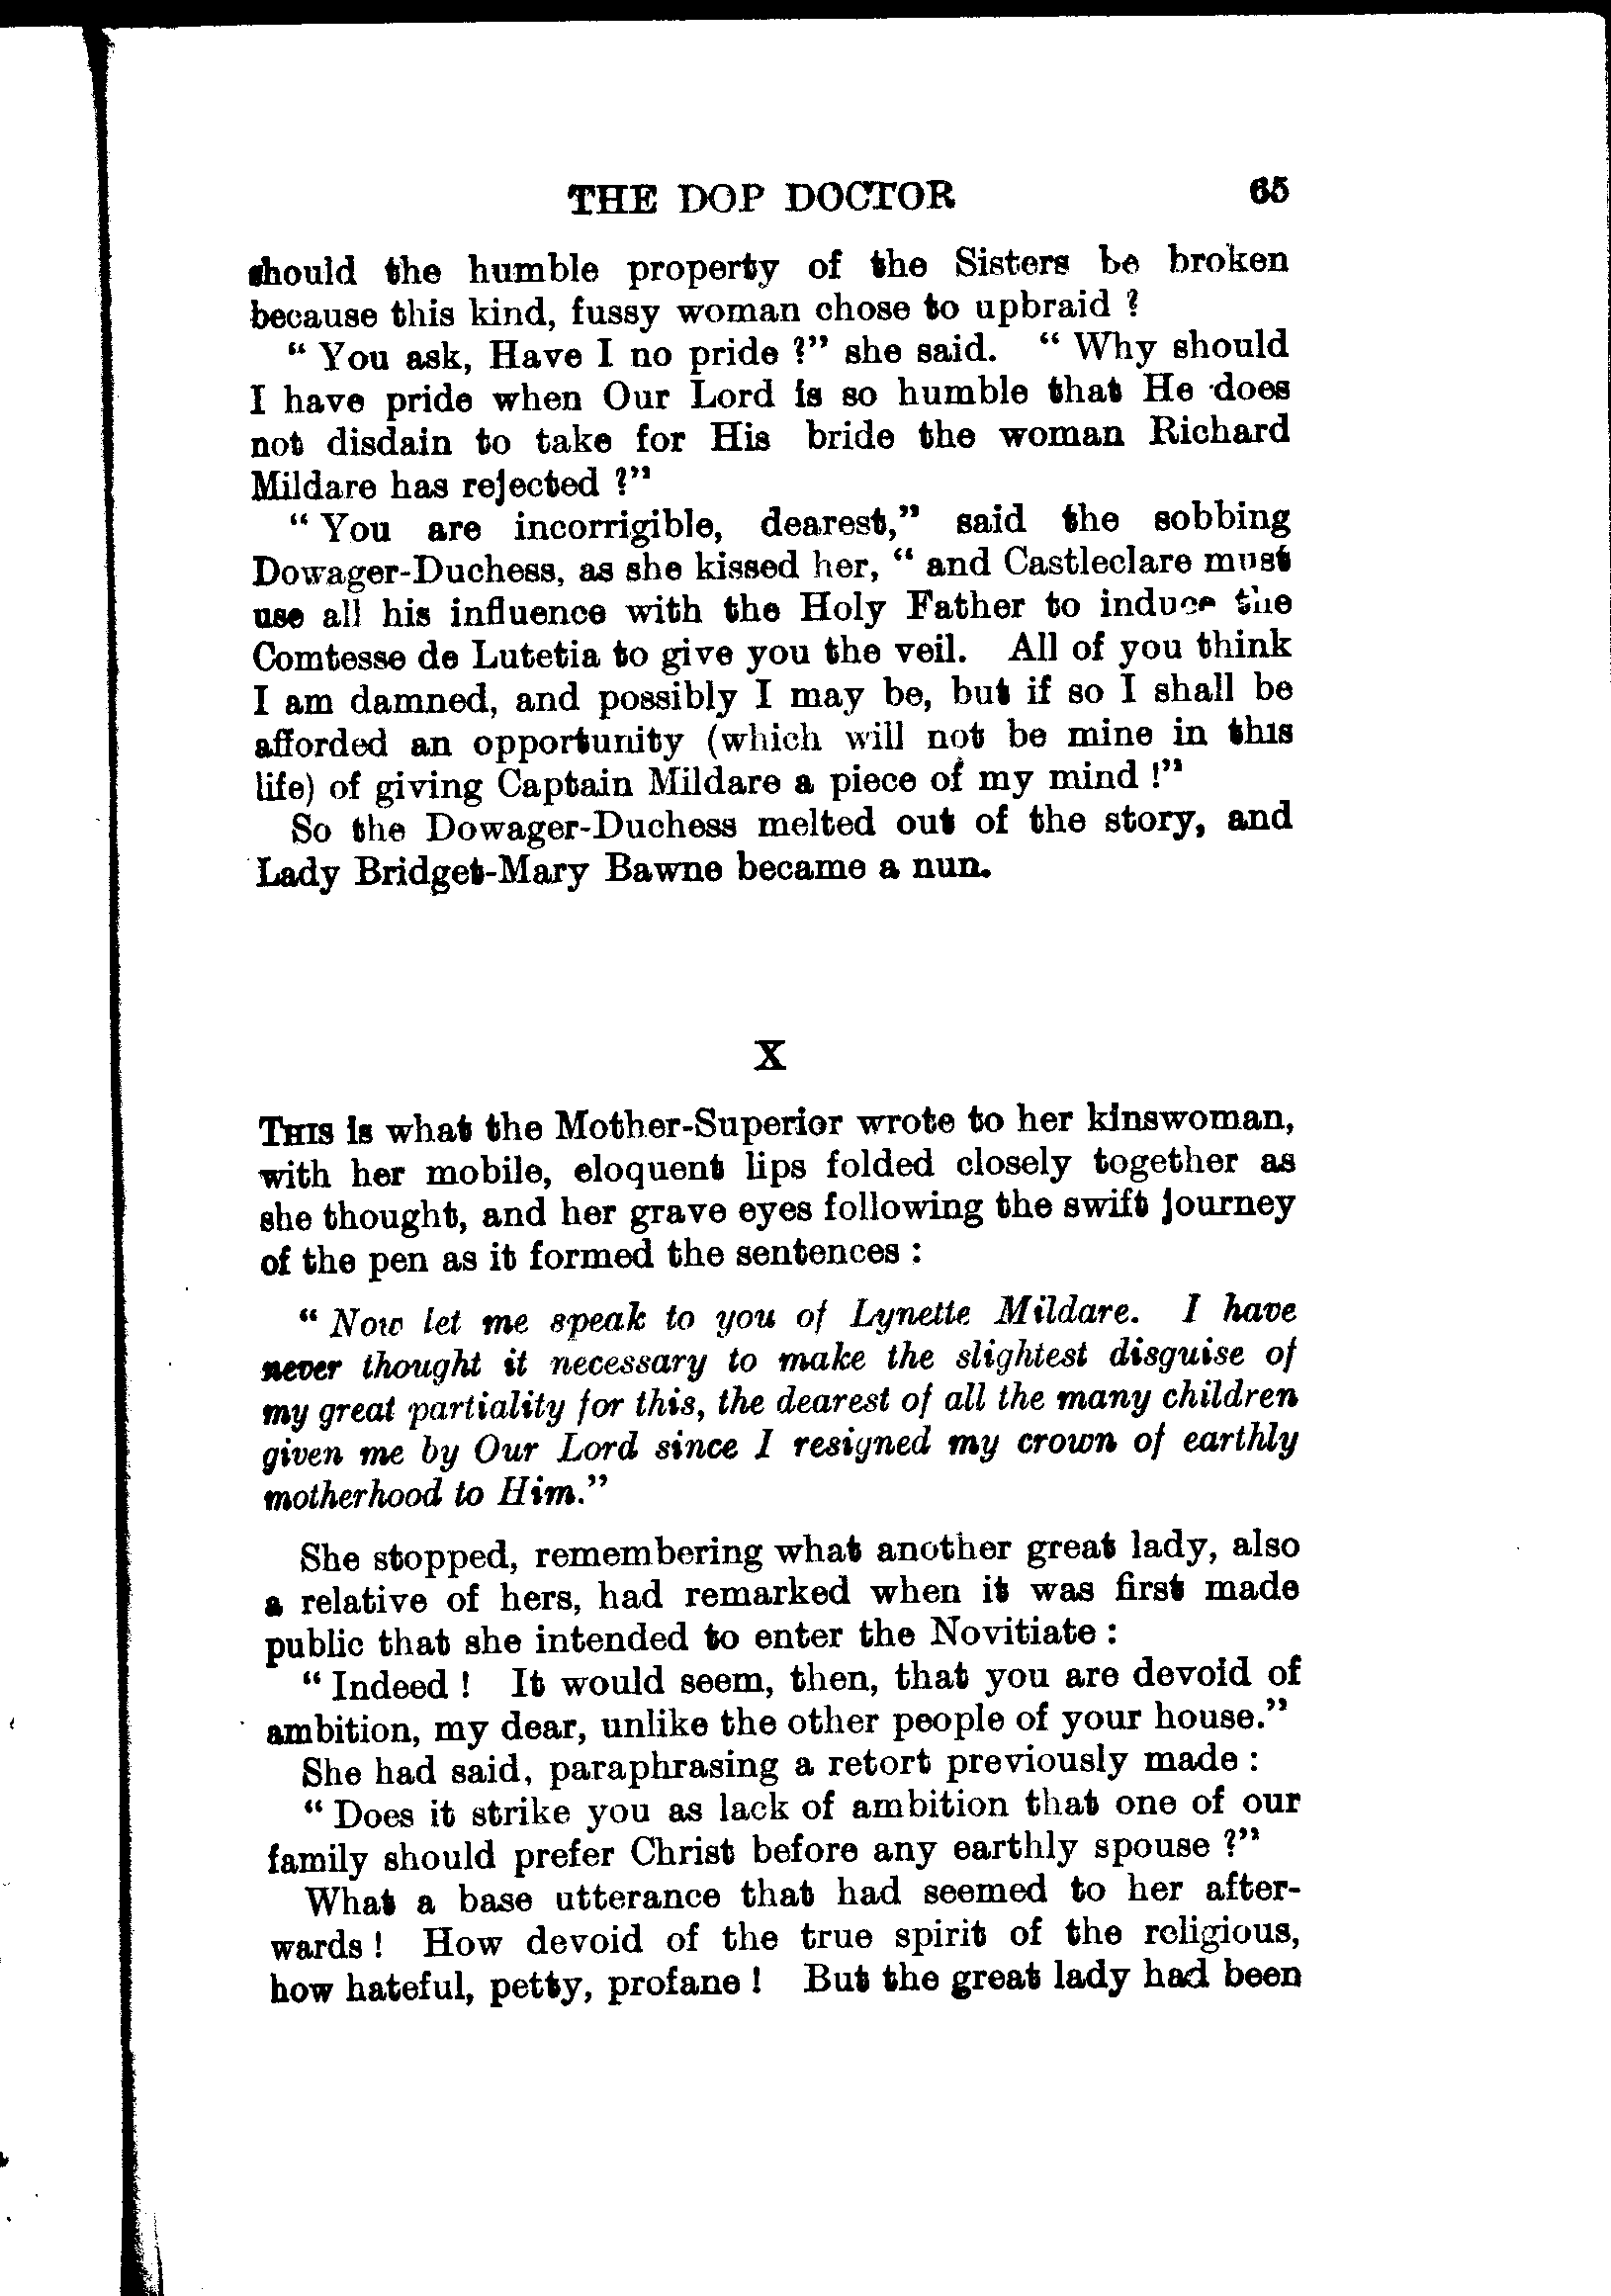 THE DOP DOCTOR 65
should the humble property of the Sisters be broken
because this kind, fussy woman chose to upbraid ?
" You ask, Have I no pride ?" she said. " Why should
I have pride when Our Lord is so humble that He does
not disdain to take for His bride the woman Richard
Mildare has rejected ?"
" You are incorrigible, dearest," said the sobbing
Dowager-Duchess, as she kissed her, " and Castleclare must
use all his influence with the Holy Father to induce the
Comtesse de Lutetia to give you the veil. All of you think
I am damned, and possibly I may be, but if so I shall be
afforded an opportunity (which will not be mine in this
life) of giving Captain Mildare a piece of my mind !"
So the Dowager-Duchess melted out of the story, and
Lady Bridget-Mary Bawne became a nun.
X
THIS is what the Mother-Superior wrote to her kinswoman,
with her mobile, eloquent lips folded closely together as
she thought, and her grave eyes following the swift journey
of the pen as it formed the sentences :
" Now let me speak to you of Lynette Mildare. I have
never thought it necessary to make the slightest disguise of
my great partiality for this, the dearest of all the many children
given me by Our Lord since I resigned my crown of earthly
motherhood to Him."
She stopped, remembering what another great lady, also
a relative of hers, had remarked when it was first made
public that she intended to enter the Novitiate :
" Indeed ! It would seem, then, that you are devoid of
ambition, my dear, unlike the other people of your house."
She had said, paraphrasing a retort previously made :
" Does it strike you as lack of ambition that one of our
family should prefer Christ before any earthly spouse ?"
What a base utterance that had seemed to her after-
wards ! How devoid of the true spirit of the religious,
how hateful, petty, profane ! But the great lady had been